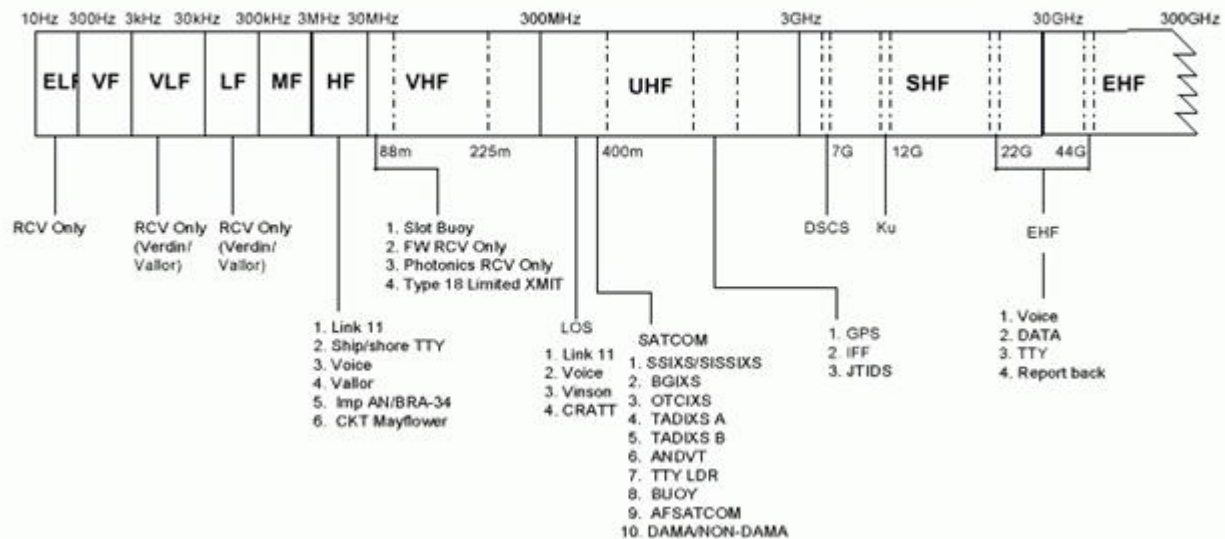 10Hz 300Hz 3kHz 30kHz 300kHz 3MHz 30MHz 300MHz 3GHz 30GHz 300GHz
ELF VF VLF LF MF HF VHF UHF SHF EHF
88m 225m 400m 7G 12G 22G 44G
RCV Only
RCV Only
(Verdin/
Vallor)
RCV Only
(Verdin/
Vallor)
1. Link 11
2. Ship/shore TTY
3. Voice
4. Vallor
5. Imp AN/BRA-34
6. CKT Mayflower
1. Slot Buoy
2. FW RCV Only
3. Photonics RCV Only
4. Type 18 Limited XMIT
LOS
1. Link 11
2. Voice
3. Vinson
4. CRATT
SATCOM
1. SSIXS/SISSIXS
2. BGIXS
3. OTCIXS
4. TADIXS A
5. TADIXS B
6. ANDVT
7. TTY LDR
8. BUOY
9. AFSATCOM
10. DAMA/NON-DAMA
1. GPS
2. IFF
3. JTIDS
DSCS
Ku
EHF
1. Voice
2. DATA
3. TTY
4. Report back